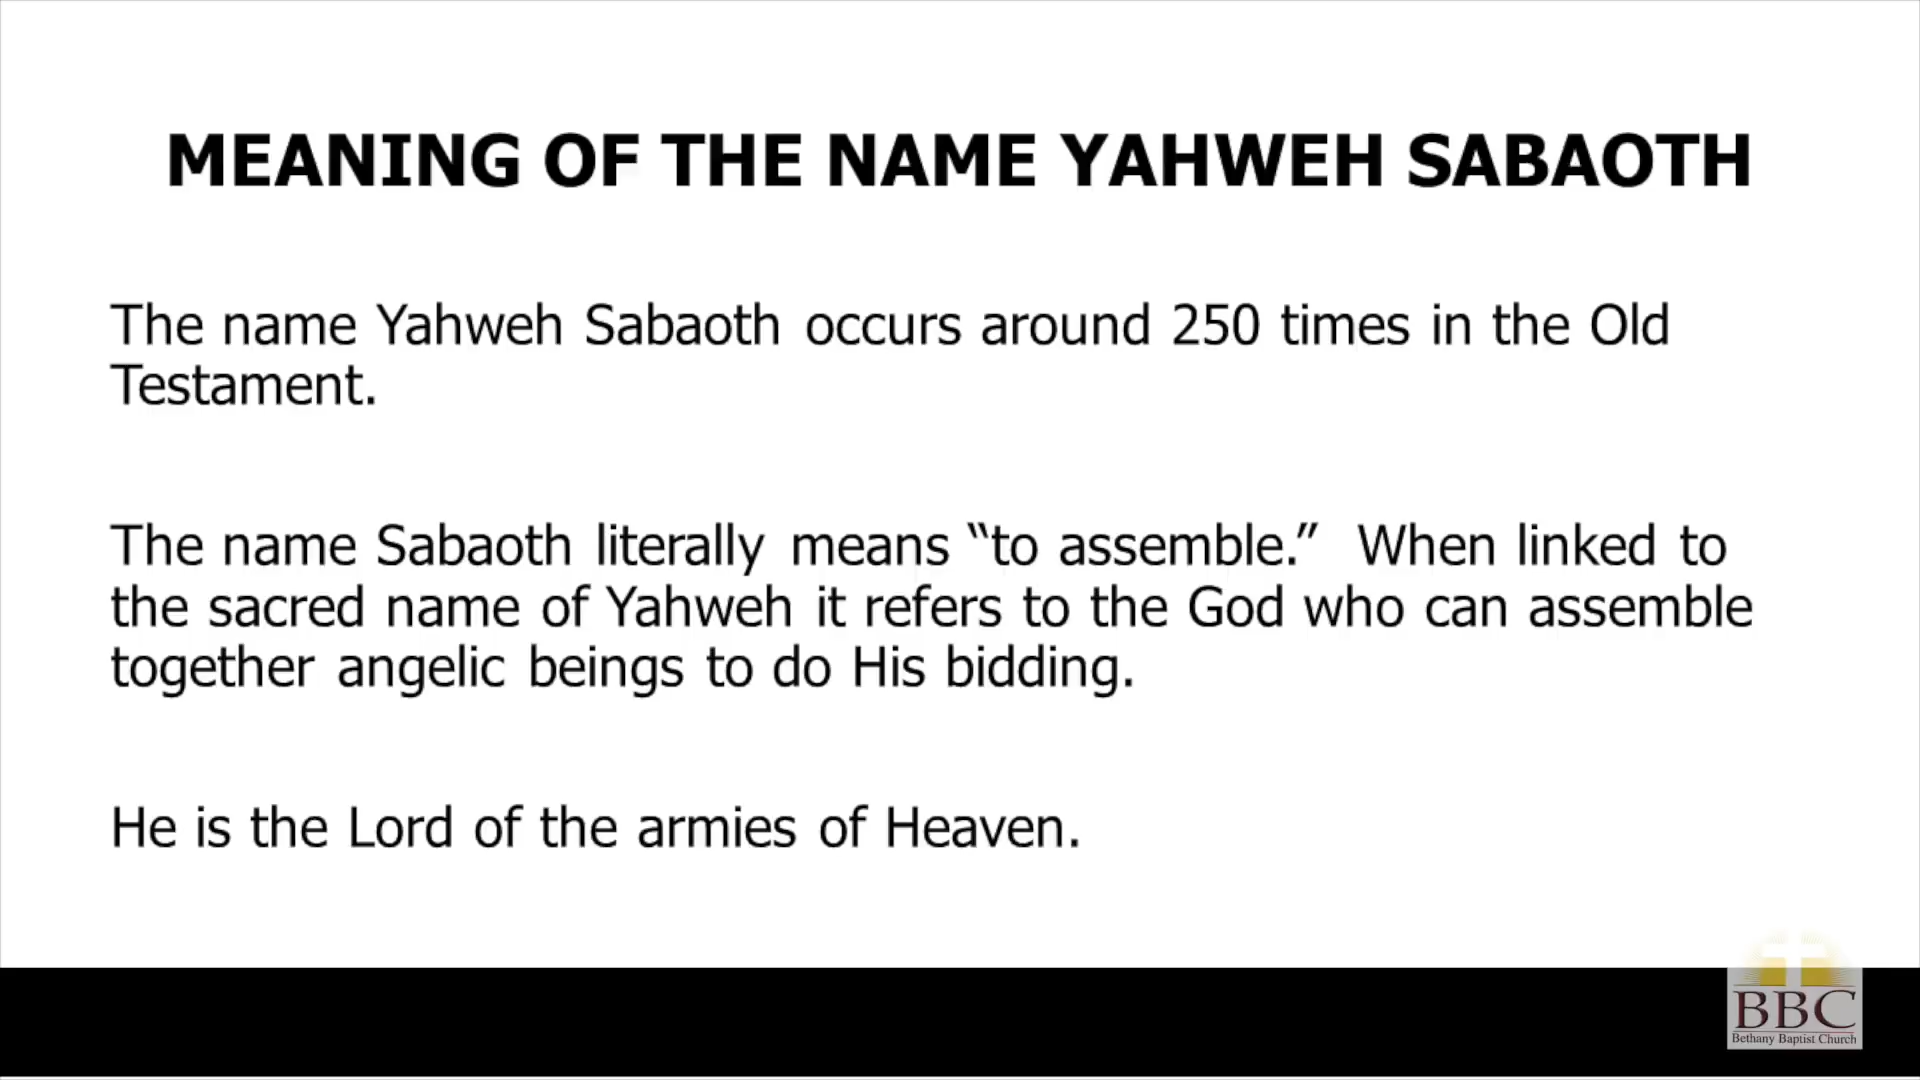 MEANING OF THE NAME YAHWEH SABAOTH
The name Yahweh Sabaoth occurs around 250 times in the Old
Testament.
The name Sabaoth literally means “to assemble.” When linked to
the sacred name of Yahweh it refers to the God who can assemble
together angelic beings to do His bidding.
He is the Lord of the armies of Heaven.
BBC
Bethany Baptist Church